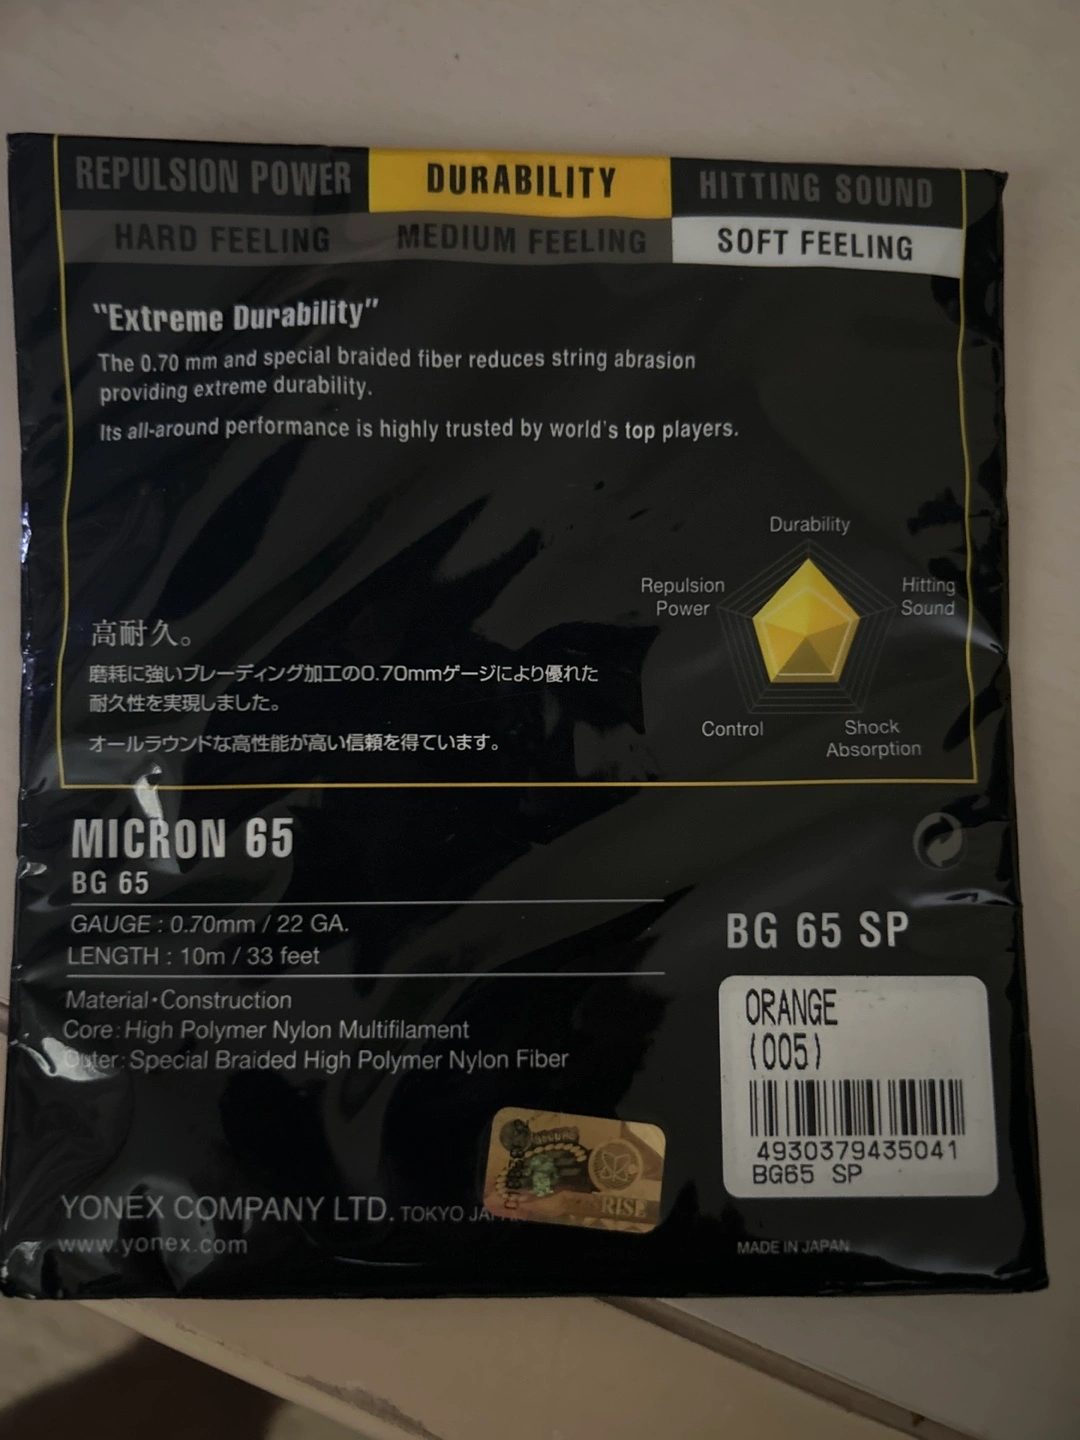 REPULSION POWER
DURABILITY
HITTING SOUND
HARD FEELING
MEDIUM FEELING
SOFT FEELING
"Extreme Durability"
The 0.70 mm and special braided fiber reduces string abrasion
providing extreme durability.
Its all-around performance is highly trusted by world's top players.
Durability
Repulsion
Power
Hitting
Sound
Control
Shock
Absorption
高耐久。
磨耗に強いブレーディング加工の0.70mmゲージにより優れた
耐久性を実現しました。
オールラウンドな高性能が高い信頼を得ています。
MICRON 65
BG 65
GAUGE : 0.70mm / 22 GA.
LENGTH : 10m / 33 feet
Material・Construction
Core: High Polymer Nylon Multifilament
Outer: Special Braided High Polymer Nylon Fiber
BG 65 SP
ORANGE
(005)
4930379435041
BG65 SP
YONEX COMPANY LTD. TOKYO JAPAN
www.yonex.com
RISE
MADE IN JAPAN